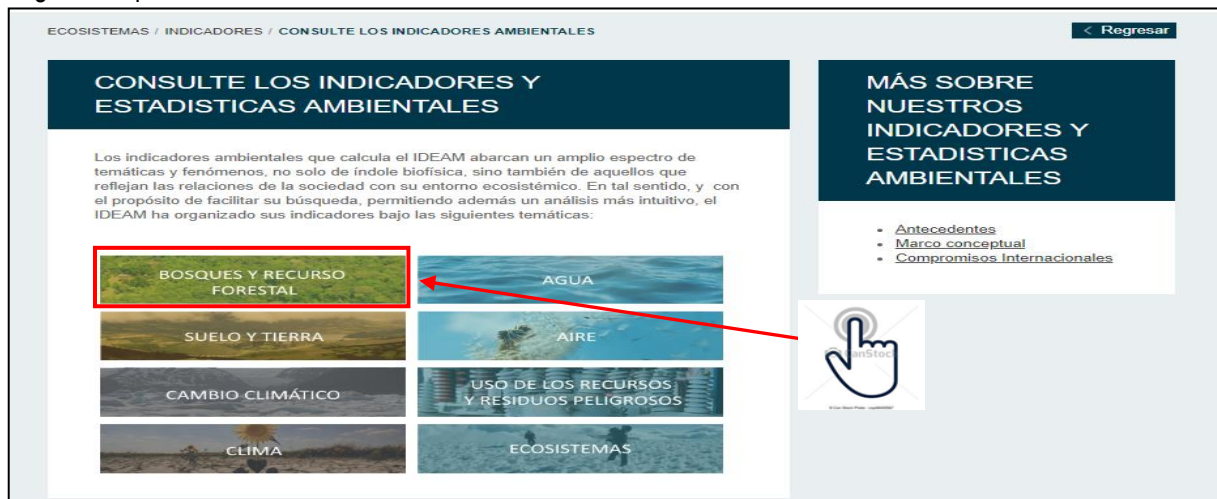 ECOSISTEMAS / INDICADORES / CONSULTE LOS INDICADORES AMBIENTALES
< Regresar
CONSULTE LOS INDICADORES Y
ESTADISTICAS AMBIENTALES
Los indicadores ambientales que calcula el IDEAM abarcan un amplio espectro de
temáticas y fenómenos, no solo de índole biofísica, sino también de aquellos que
reflejan las relaciones de la sociedad con su entorno ecosistémico. En tal sentido, y con
el propósito de facilitar su búsqueda, permitiendo además un análisis más intuitivo, el
IDEAM ha organizado sus indicadores bajo las siguientes temáticas:
BOSQUES Y RECURSO
FORESTAL
AGUA
SUELO Y TIERRA
AIRE
CAMBIO CLIMÁTICO
USO DE LOS RECURSOS
Y RESIDUOS PELIGROSOS
CLIMA
ECOSISTEMAS
MÁS SOBRE
NUESTROS
INDICADORES Y
ESTADISTICAS
AMBIENTALES
Antecedentes
Marco conceptual
Compromisos Internacionales